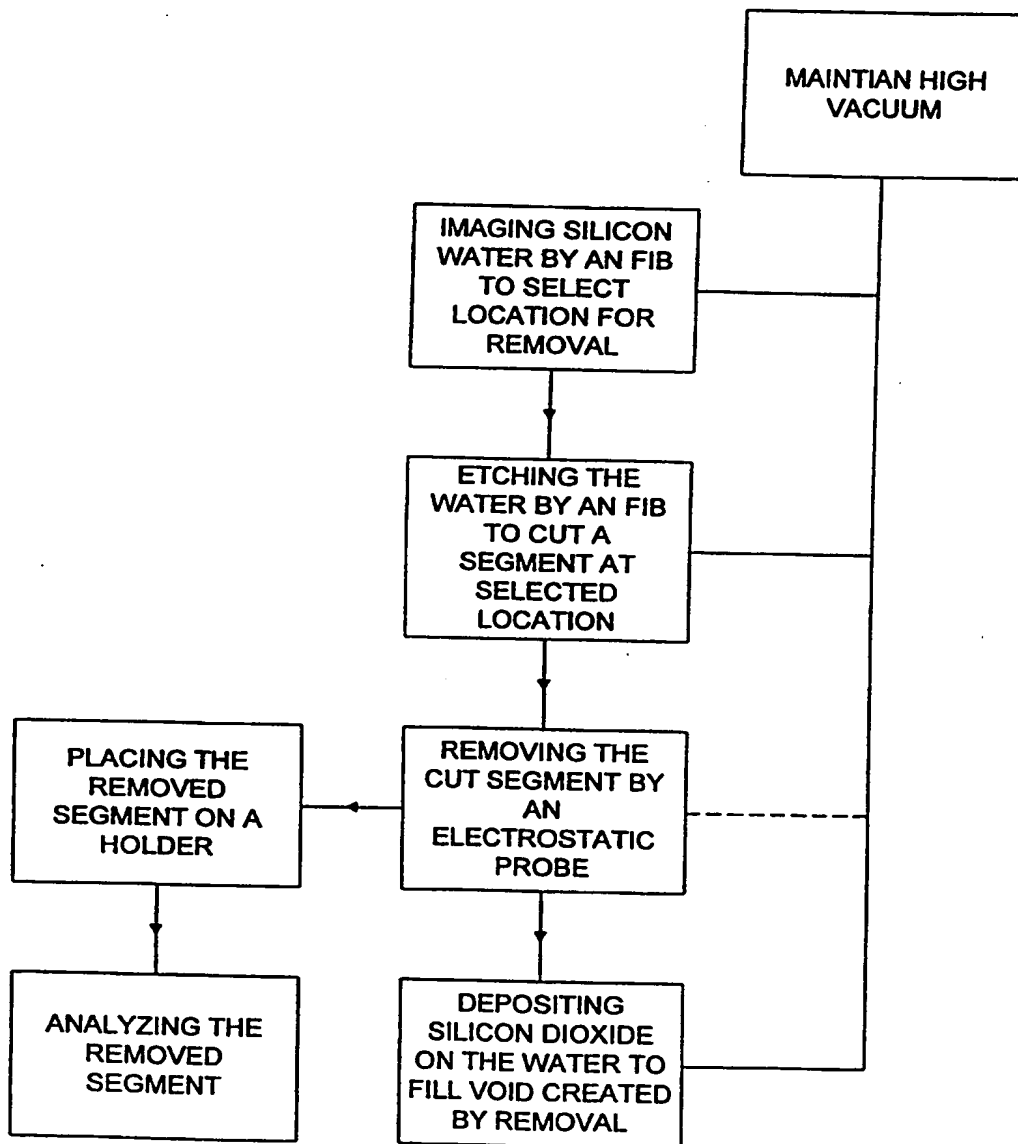 MAINTIAN HIGH
VACUUM
IMAGING SILICON
WATER BY AN FIB
TO SELECT
LOCATION FOR
REMOVAL
ETCHING THE
WATER BY AN FIB
TO CUT A
SEGMENT AT
SELECTED
LOCATION
REMOVING THE
CUT SEGMENT BY
AN
ELECTROSTATIC
PROBE
PLACING THE
REMOVED
SEGMENT ON A
HOLDER
ANALYZING THE
REMOVED
SEGMENT
DEPOSITING
SILICON DIOXIDE
ON THE WATER TO
FILL VOID CREATED
BY REMOVAL